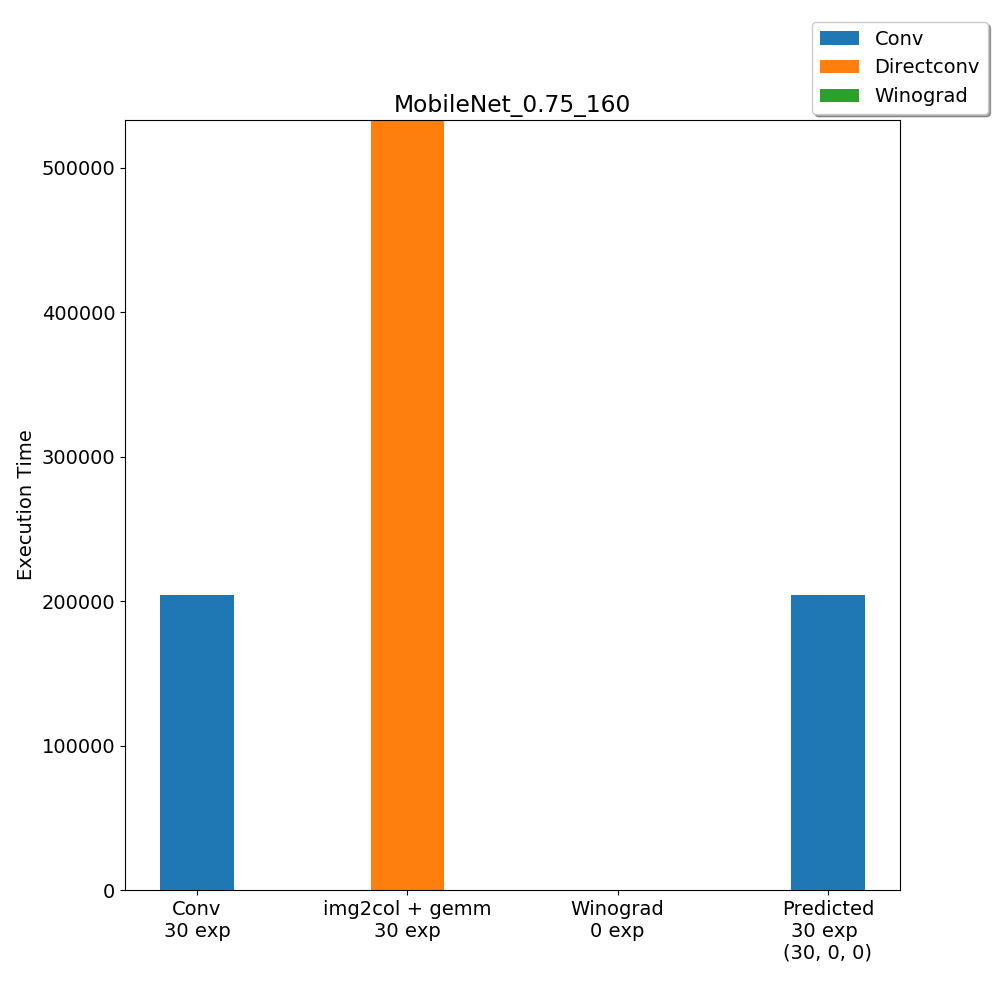 Conv
Directconv
Winograd
MobileNet_0.75_160
Execution Time
500000
400000
300000
200000
100000
0
Conv
30 exp
img2col + gemm
30 exp
Winograd
0 exp
Predicted
30 exp
(30, 0, 0)